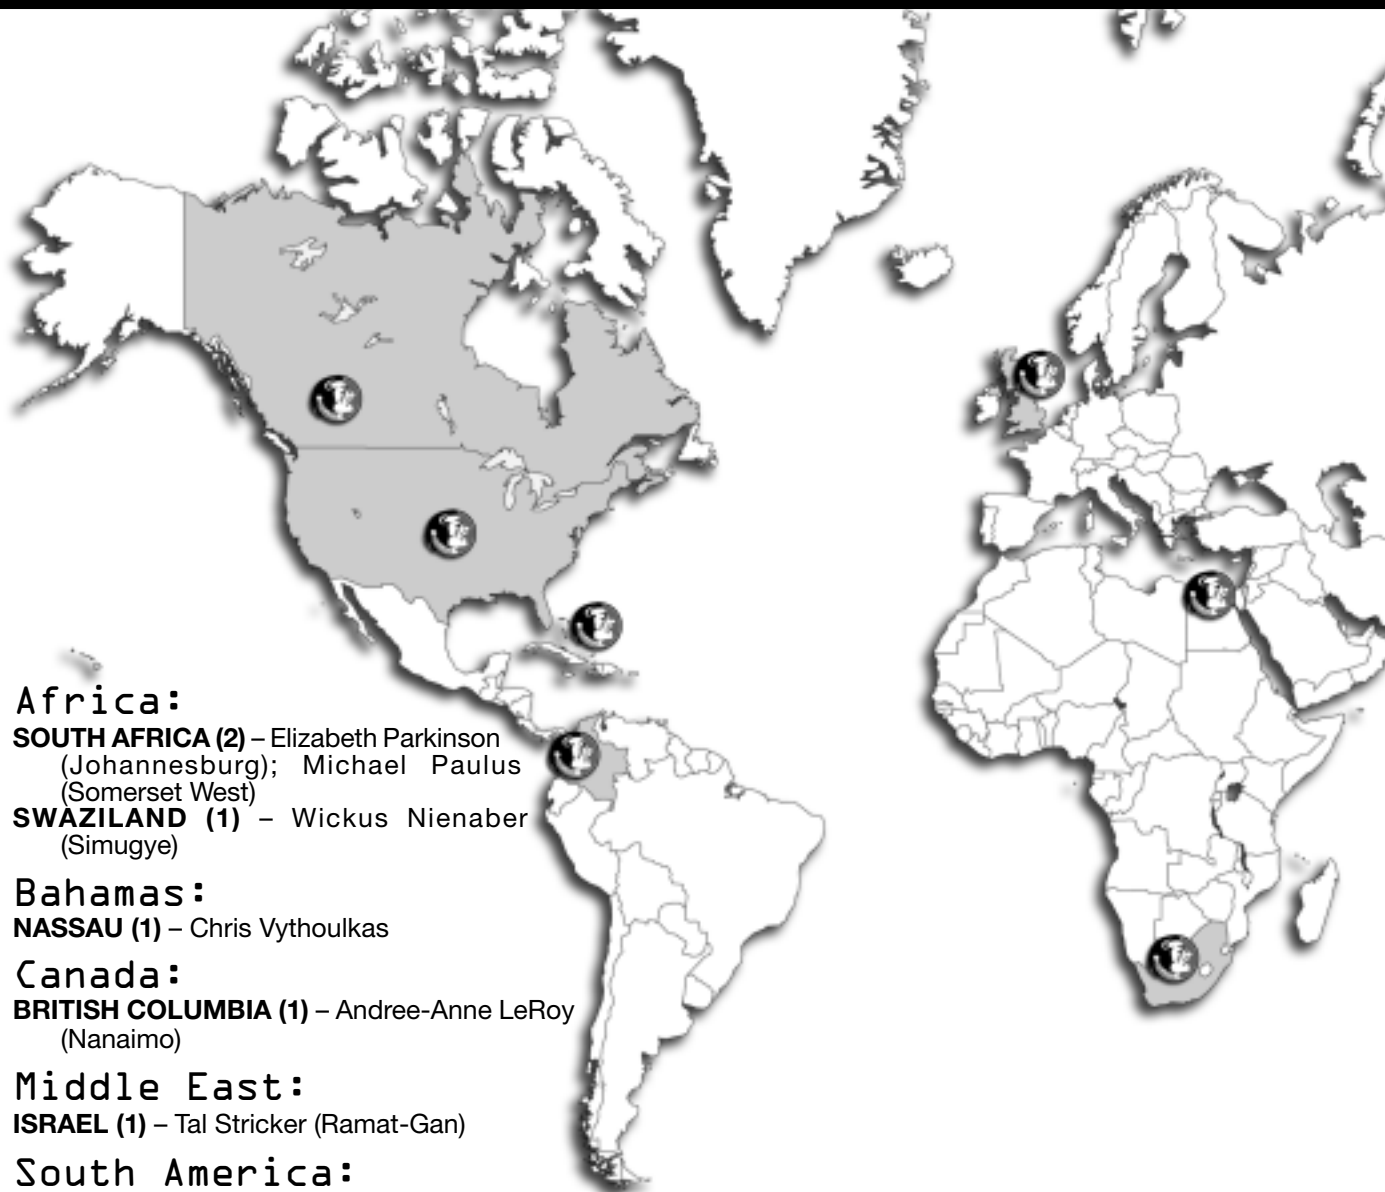 Africa:
SOUTH AFRICA (2) – Elizabeth Parkinson
(Johannesburg); Michael Paulus
(Somerset West)
SWAZILAND (1) – Wickus Nienaber
(Simugye)
Bahamas:
NASSAU (1) – Chris Vythoulkas
Canada:
BRITISH COLUMBIA (1) – Andree-Anne LeRoy
(Nanaimo)
Middle East:
ISRAEL (1) – Tal Stricker (Ramat-Gan)
South America: